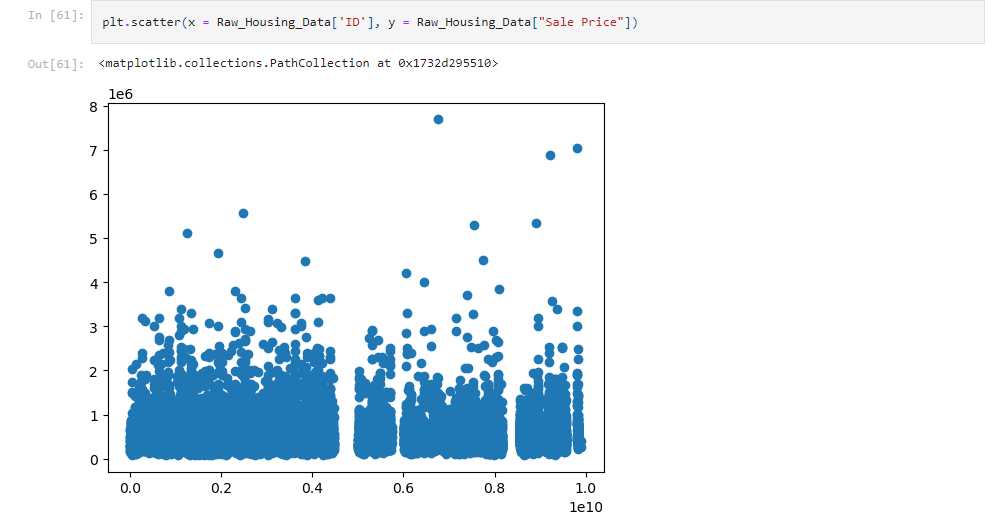 In [61]: plt.scatter(x = Raw_Housing_Data['ID'], y = Raw_Housing_Data["Sale Price"])
Out[61]: <matplotlib.collections.PathCollection at 0x1732d295510>
1e6
8
7
6
5
4
3
2
1
0
0.0 0.2 0.4 0.6 0.8 1.0
1e10